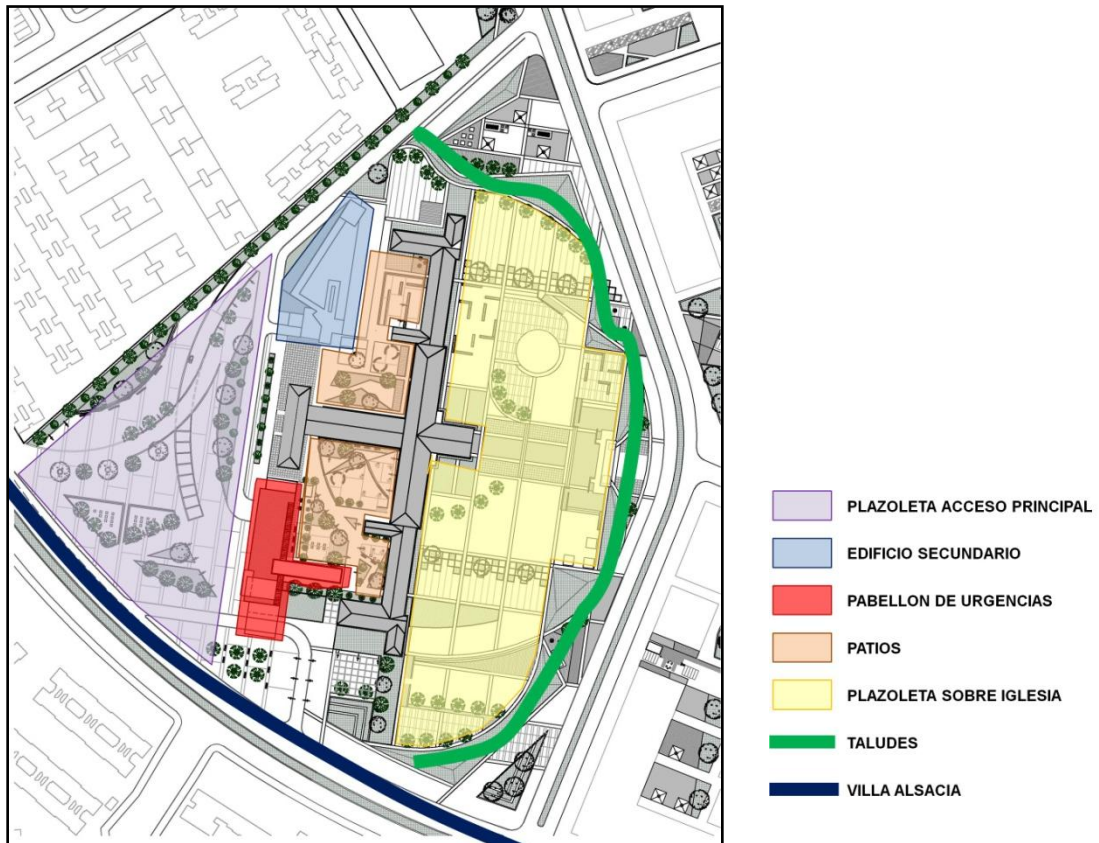 PLAZOLETA ACCESO PRINCIPAL
EDIFICIO SECUNDARIO
PABELLON DE URGENCIAS
PATIOS
PLAZOLETA SOBRE IGLESIA
TALUDES
VILLA ALSACIA